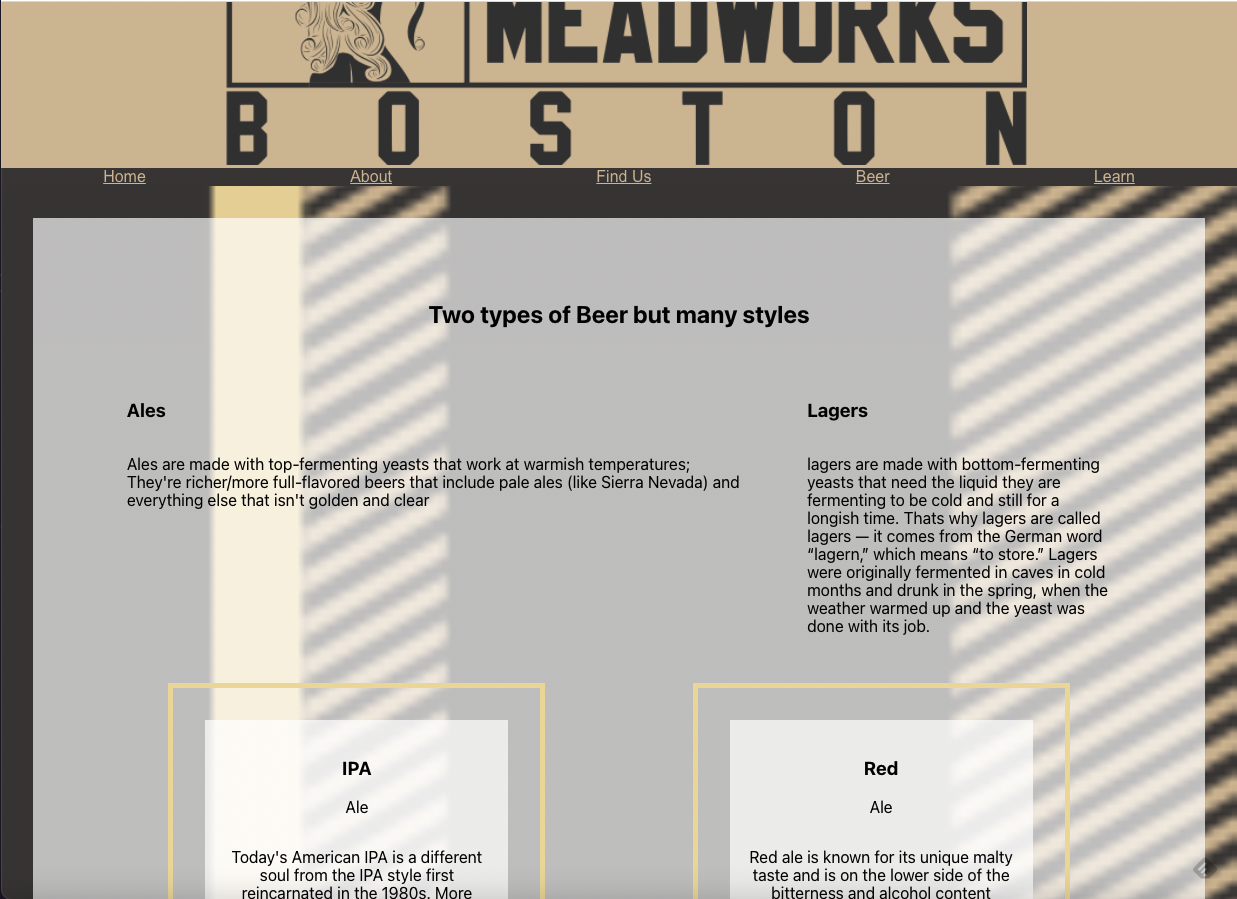 MEADWORKS
BOSTON
Home About Find Us Beer Learn
Two types of Beer but many styles
Ales
Ales are made with top-fermenting yeasts that work at warmish temperatures;
They're richer/more full-flavored beers that include pale ales (like Sierra Nevada) and
everything else that isn't golden and clear
Lagers
lagers are made with bottom-fermenting
yeasts that need the liquid they are
fermenting to be cold and still for a
longish time. Thats why lagers are called
lagers — it comes from the German word
“lagern,” which means “to store.” Lagers
were originally fermented in caves in cold
months and drunk in the spring, when the
weather warmed up and the yeast was
done with its job.
IPA
Ale
Today's American IPA is a different
soul from the IPA style first
reincarnated in the 1980s. More
Red
Ale
Red ale is known for its unique malty
taste and is on the lower side of the
bitterness and alcohol content